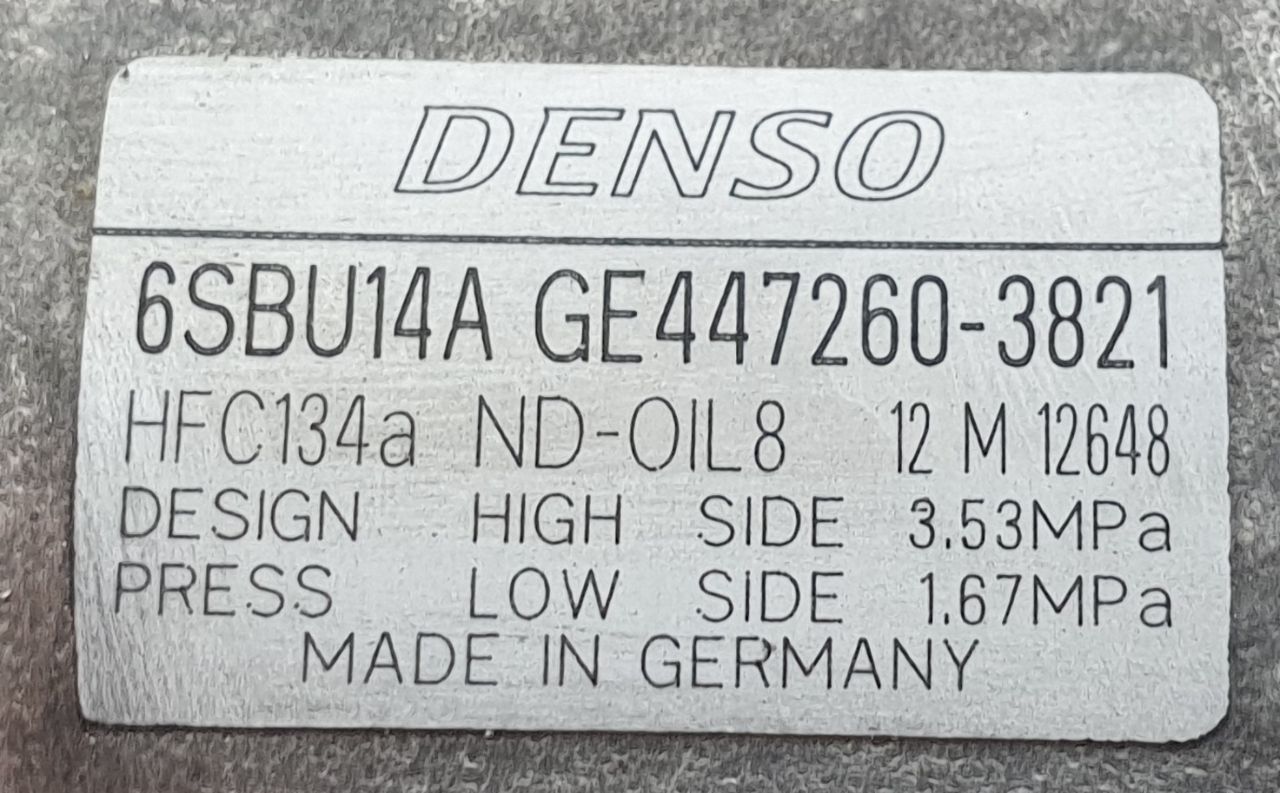 DENSO
6SBU14A GE447260-3821
HFC134a ND-OIL8 12 M 12648
DESIGN HIGH SIDE 3.53MPa
PRESS LOW SIDE 1.67MPa
MADE IN GERMANY